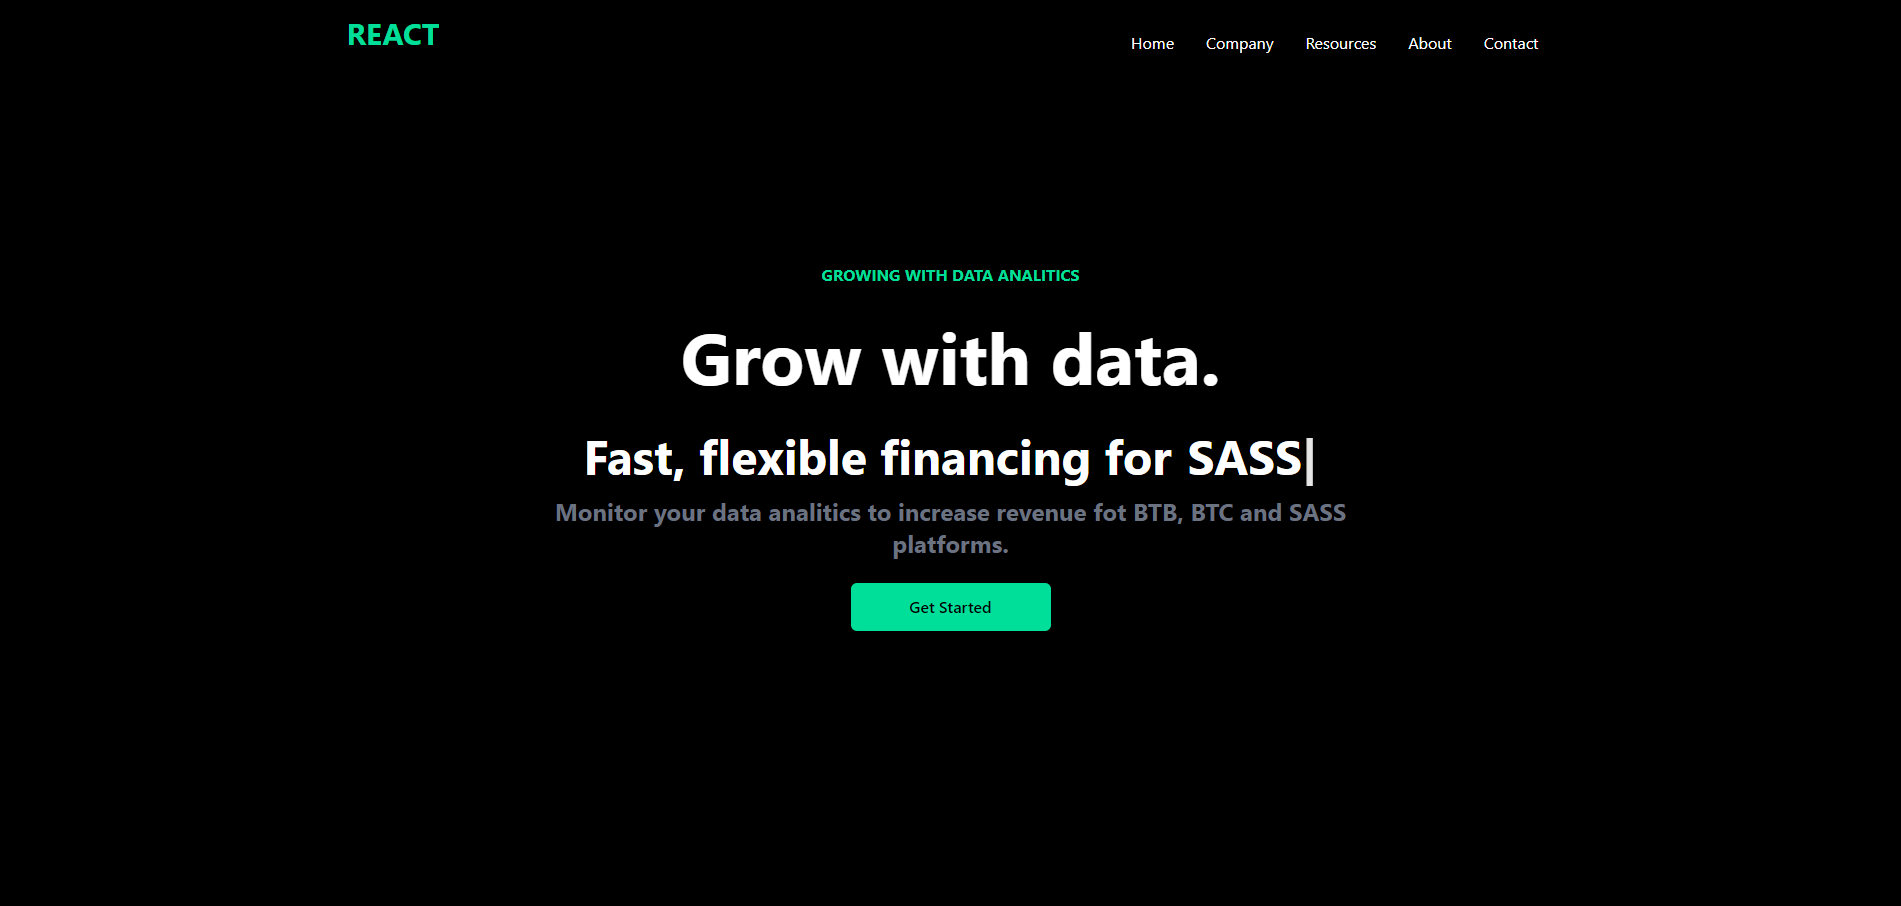 REACT
Home Company Resources About Contact
GROWING WITH DATA ANALITICS
Grow with data.
Fast, flexible financing for SASS|
Monitor your data analitics to increase revenue fot BTB, BTC and SASS
platforms.
Get Started